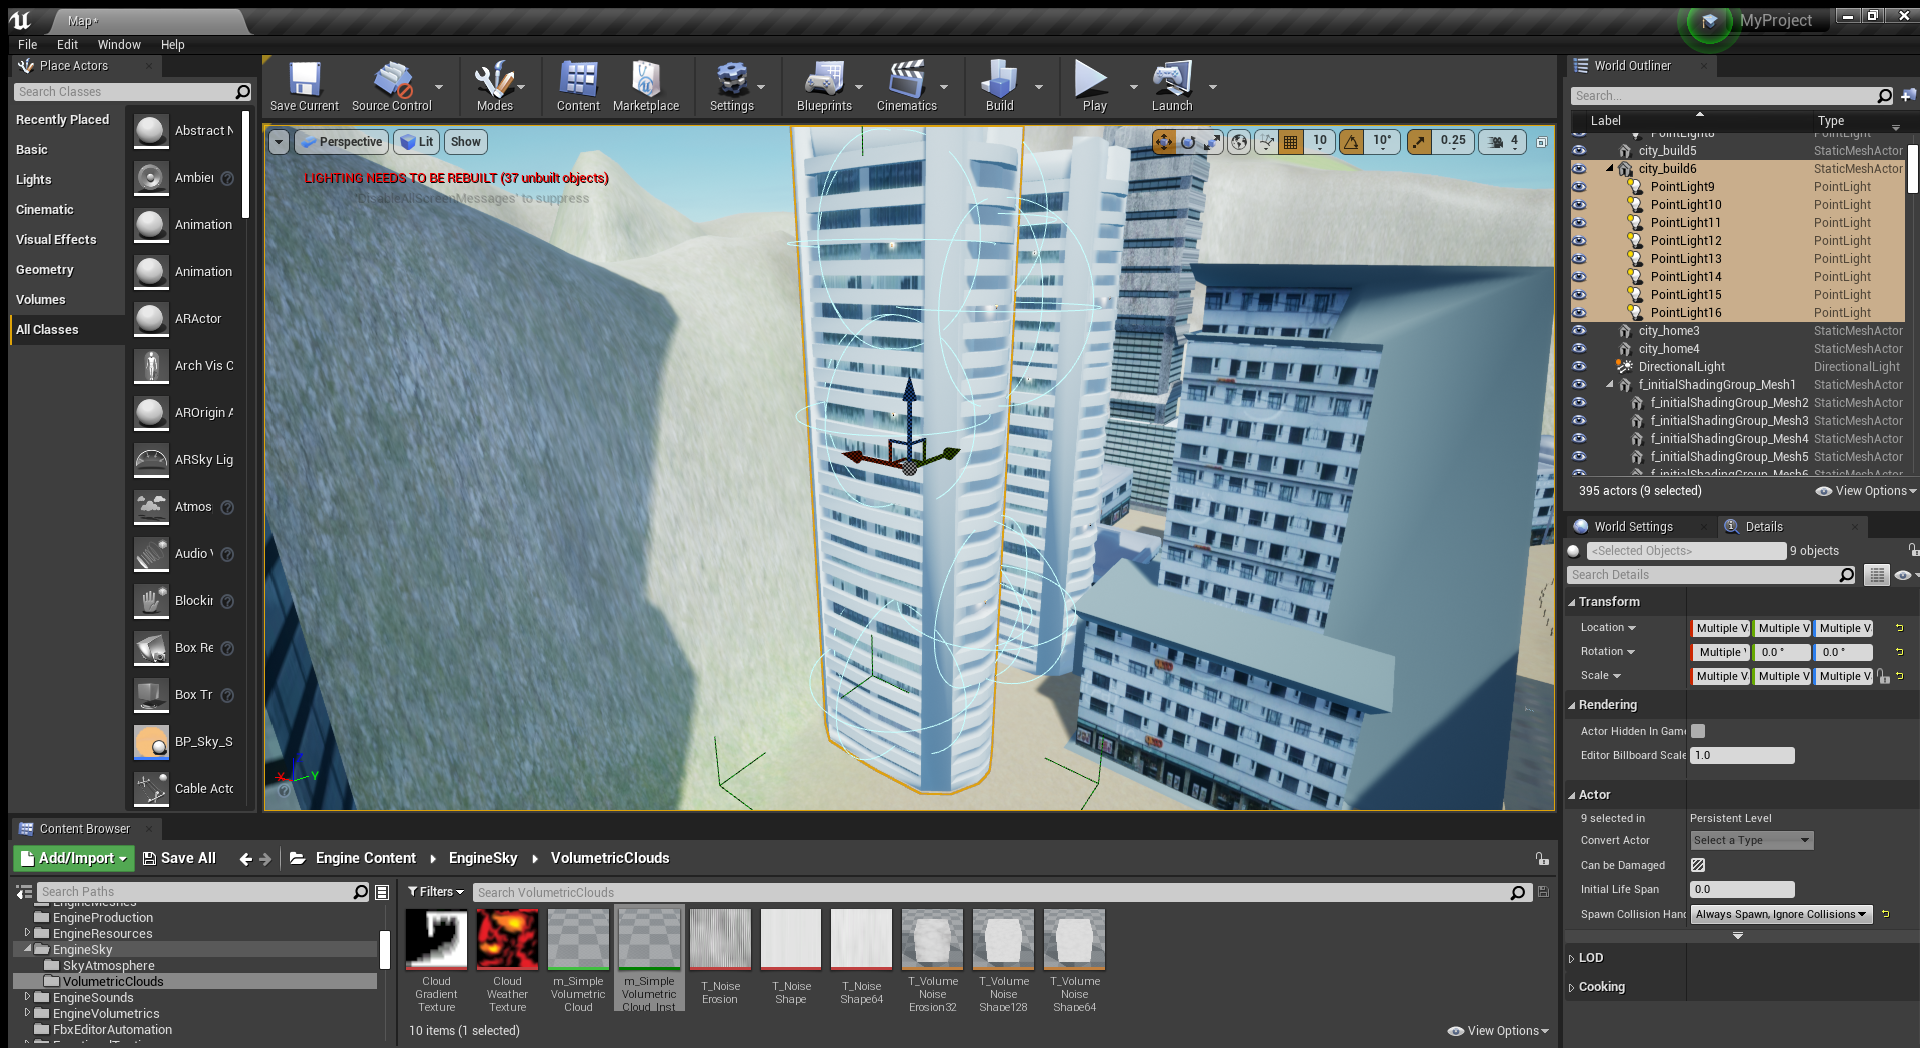 Map*
MyProject
File Edit Window Help
Place Actors
Search Classes
Recently Placed
Basic
Lights
Cinematic
Visual Effects
Geometry
Volumes
All Classes
Abstract N
Ambier
Animation
Animation
ARActor
Arch Vis C
AROrigin A
ARSky Lig
Atmos
Audio V
Blockin
Box Re
Box Tr
BP_Sky_S
Cable Acto
Save Current
Source Control
Modes
Content
Marketplace
Settings
Blueprints
Cinematics
Build
Play
Launch
Perspective Lit Show
10 10° 0.25 4
LIGHTING NEEDS TO BE REBUILT (37 unbuilt objects)
'DisableAllScreenMessages' to suppress
X Y Z
World Outliner
Search...
Label Type
PointLight8 PointLight
city_build5 StaticMeshActor
city_build6 StaticMeshActor
PointLight9 PointLight
PointLight10 PointLight
PointLight11 PointLight
PointLight12 PointLight
PointLight13 PointLight
PointLight14 PointLight
PointLight15 PointLight
PointLight16 PointLight
city_home3 StaticMeshActor
city_home4 StaticMeshActor
DirectionalLight DirectionalLight
f_initialShadingGroup_Mesh1 StaticMeshActor
f_initialShadingGroup_Mesh2 StaticMeshActor
f_initialShadingGroup_Mesh3 StaticMeshActor
f_initialShadingGroup_Mesh4 StaticMeshActor
f_initialShadingGroup_Mesh5 StaticMeshActor
f_initialShadingGroup_Mesh6 StaticMeshActor
395 actors (9 selected) View Options
World Settings Details
<Selected Objects> 9 objects
Search Details
Transform
Location Multiple V Multiple V Multiple V
Rotation Multiple 0.0 ° 0.0 °
Scale Multiple V Multiple V Multiple V
Rendering
Actor Hidden In Game
Editor Billboard Scale 1.0
Actor
9 selected in Persistent Level
Convert Actor Select a Type
Can be Damaged
Initial Life Span 0.0
Spawn Collision Hand Always Spawn, Ignore Collisions
LOD
Cooking
Content Browser
Add/Import Save All Engine Content EngineSky VolumetricClouds
Search Paths
EngineMeshes
EngineProduction
EngineResources
EngineSky
SkyAtmosphere
VolumetricClouds
EngineSounds
EngineVolumetrics
FbxEditorAutomation
Filters Search VolumetricClouds
Cloud Gradient Texture
Cloud Weather Texture
m_Simple Volumetric Cloud
m_Simple Volumetric Cloud_Inst
T_Noise Erosion
T_Noise Shape
T_Noise Shape64
T_Volume Noise Erosion32
T_Volume Noise Shape128
T_Volume Noise Shape64
10 items (1 selected) View Options